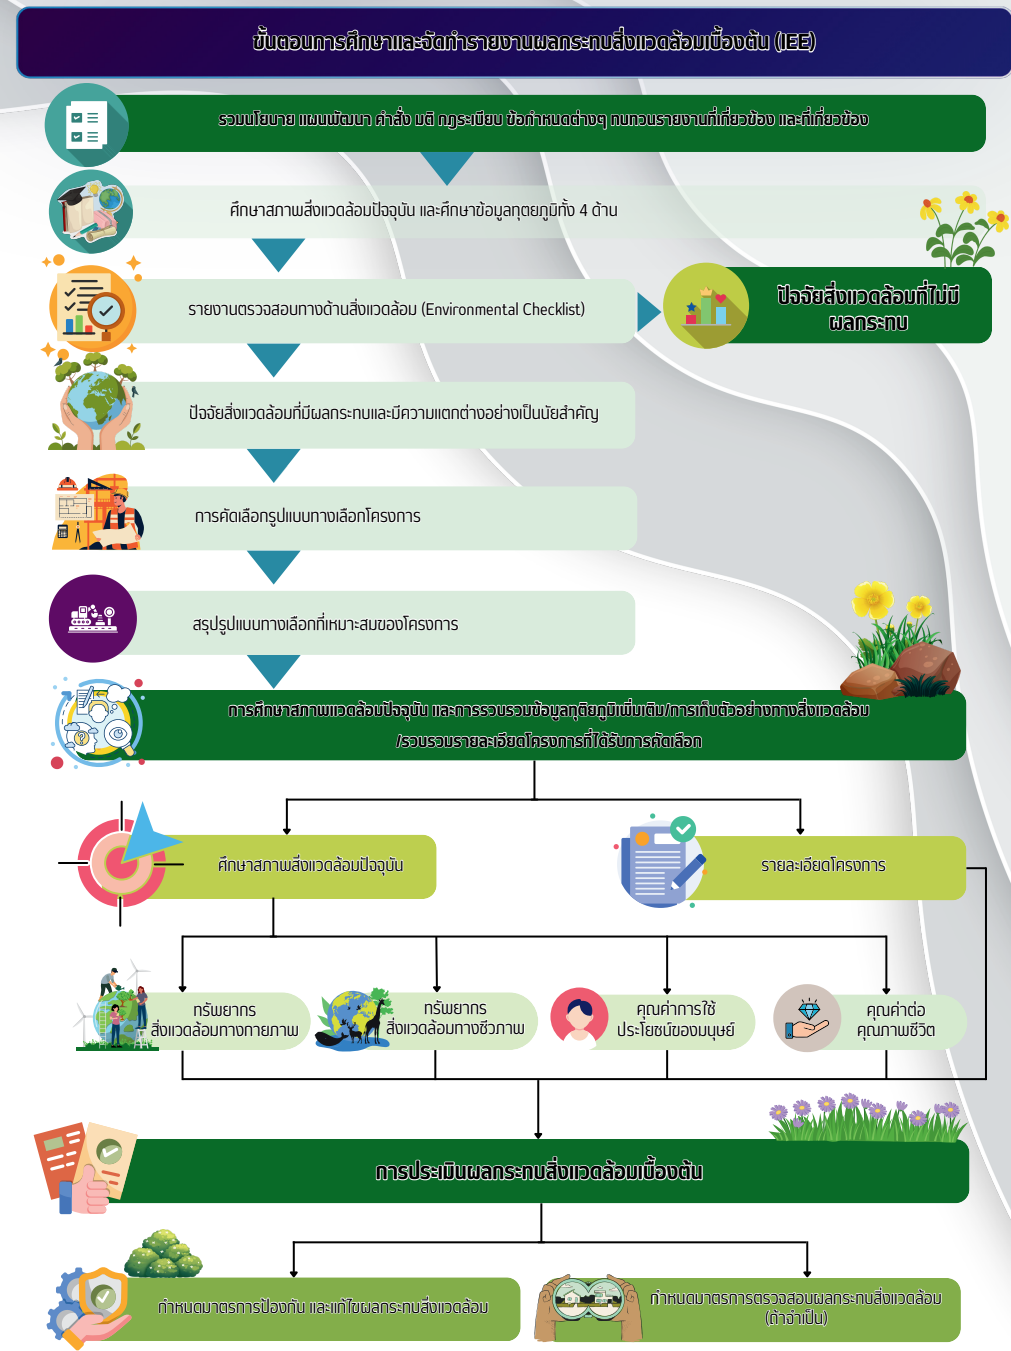 ขั้นตอนการศึกษาและจัดทำรายงานผลกระทบสิ่งแวดล้อมเบื้องต้น (IEE)
รวมนโยบาย แผนพัฒนา คำสั่ง มติ กฎระเบียบ ข้อกำหนดต่างๆ ทบทวนรายงานที่เกี่ยวข้อง และที่เกี่ยวข้อง
ศึกษาสภาพสิ่งแวดล้อมปัจจุบัน และศึกษาข้อมูลทุตยภูมิทั้ง 4 ด้าน
รายงานตรวจสอบทางด้านสิ่งแวดล้อม (Environmental Checklist)
ปัจจัยสิ่งแวดล้อมที่ไม่มี
ผลกระทบ
ปัจจัยสิ่งแวดล้อมที่มีผลกระทบและมีความแตกต่างอย่างเป็นนัยสำคัญ
การคัดเลือกรูปแบบทางเลือกโครงการ
สรุปรูปแบบทางเลือกที่เหมาะสมของโครงการ
การศึกษาสภาพแวดล้อมปัจจุบัน และการรวบรวมข้อมูลทุติยภูมิเพิ่มเติม/การเก็บตัวอย่างทางสิ่งแวดล้อม
/รวบรวมรายละเอียดโครงการที่ได้รับการคัดเลือก
ศึกษาสภาพสิ่งแวดล้อมปัจจุบัน
รายละเอียดโครงการ
ทรัพยากร
สิ่งแวดล้อมทางกายภาพ
ทรัพยากร
สิ่งแวดล้อมทางชีวภาพ
คุณค่าการใช้
ประโยชน์ของมนุษย์
คุณค่าต่อ
คุณภาพชีวิต
การประเมินผลกระทบสิ่งแวดล้อมเบื้องต้น
กำหนดมาตรการป้องกัน และแก้ไขผลกระทบสิ่งแวดล้อม
กำหนดมาตรการตรวจสอบผลกระทบสิ่งแวดล้อม
(ถ้าจำเป็น)